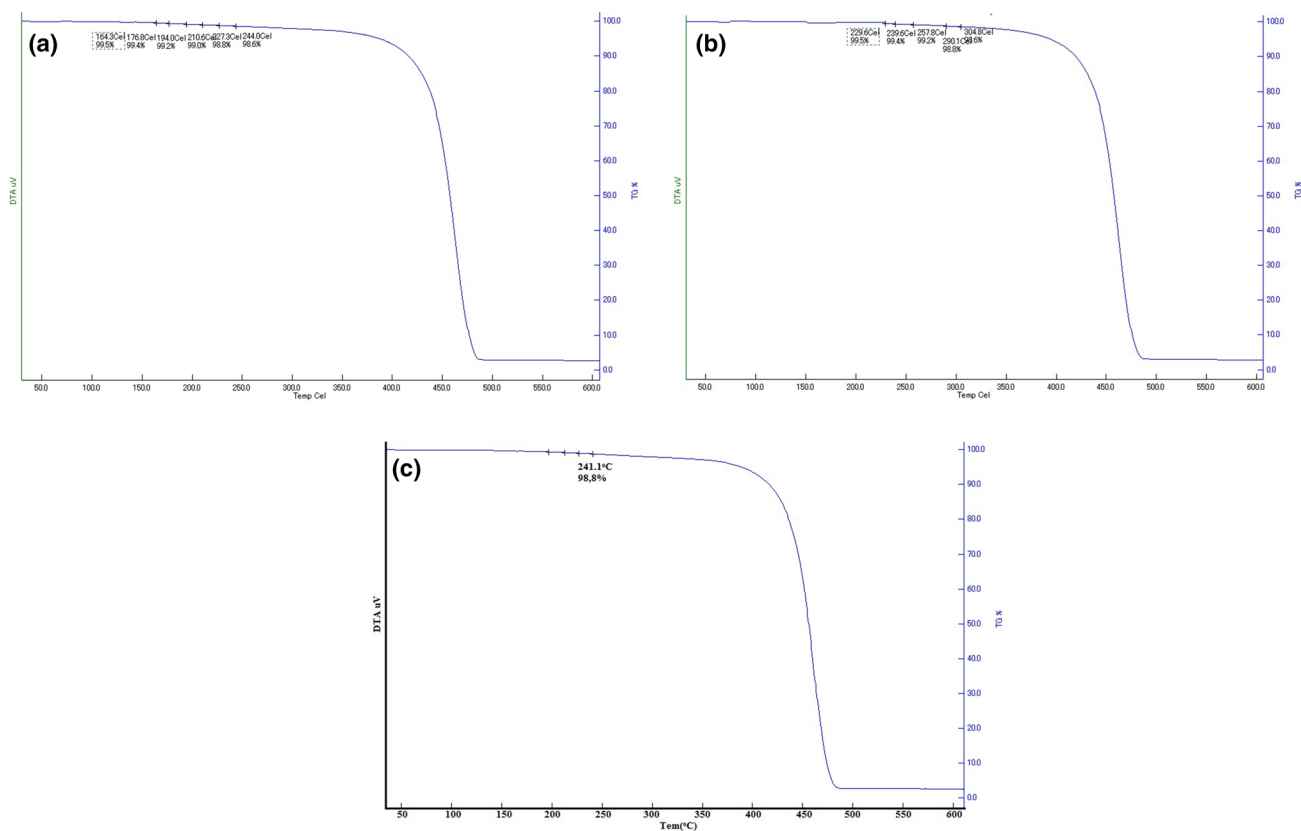 (a)
164.3Cel 176.8Cel 194.0Cel 210.6Cel 227.3Cel 244.0Cel
99.5% 99.4% 99.2% 99.0% 98.8% 98.6%
DTA uV
100.0
90.0
80.0
70.0
60.0
50.0
40.0
30.0
20.0
10.0
0.0
TG %
50.0 100.0 150.0 200.0 250.0 300.0 350.0 400.0 450.0 500.0 550.0 600.0
Temp Cel
(b)
229.6Cel 239.6Cel 257.8Cel 290.1Cel 304.8Cel
99.5% 99.4% 99.2% 98.8% 98.6%
DTA uV
100.0
90.0
80.0
70.0
60.0
50.0
40.0
30.0
20.0
10.0
0.0
TG %
50.0 100.0 150.0 200.0 250.0 300.0 350.0 400.0 450.0 500.0 550.0 600.0
Temp Cel
(c)
241.1°C
98,8%
DTA uV
100.0
90.0
80.0
70.0
60.0
50.0
40.0
30.0
20.0
10.0
0.0
TG %
50 100 150 200 250 300 350 400 450 500 550 600
Tem(°C)